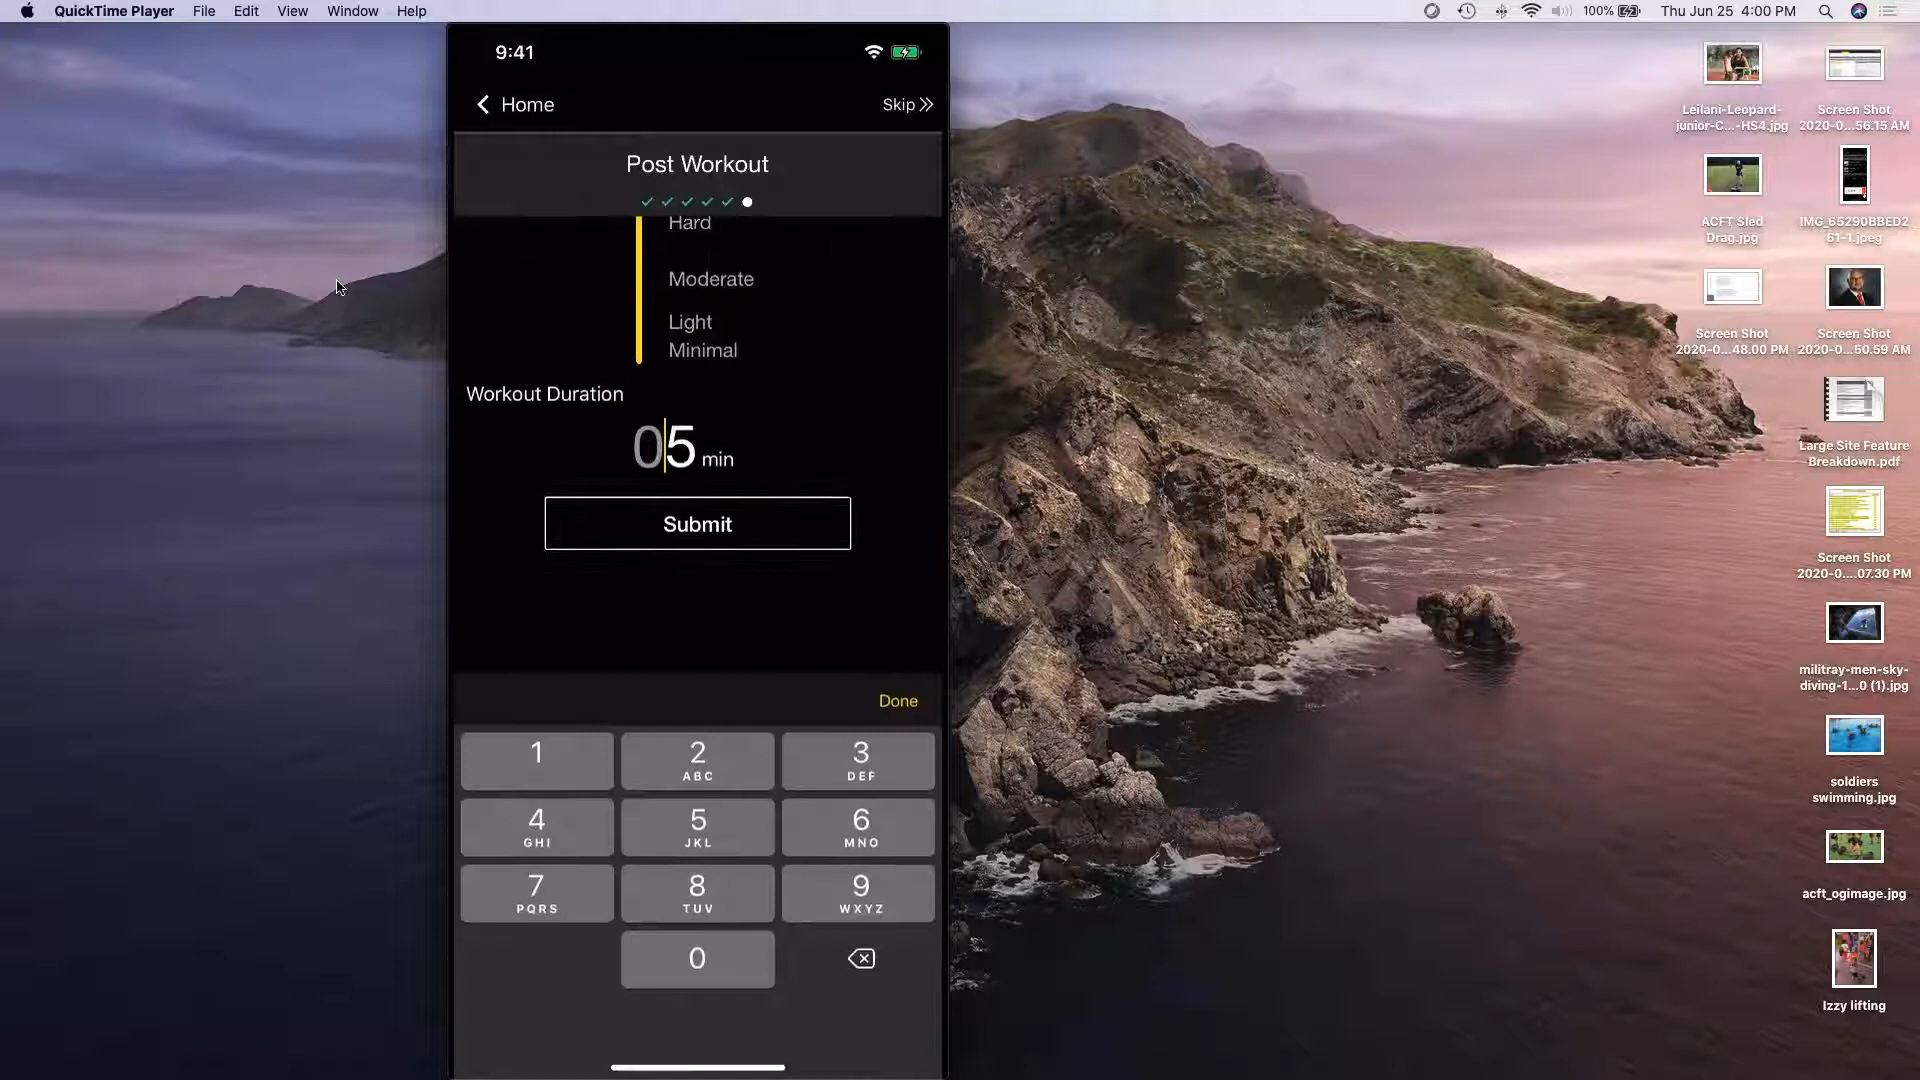 QuickTime Player File Edit View Window Help
100% Thu Jun 25 4:00 PM
9:41
Home
Skip
Post Workout
Hard
Moderate
Light
Minimal
Workout Duration
05 min
Submit
Done
1
2
ABC
3
DEF
4
GHI
5
JKL
6
MNO
7
PQRS
8
TUV
9
WXYZ
0
Leilani-Leopard-
junior-C...-HS4.jpg
Screen Shot
2020-0...56.15 AM
ACFT Sled
Drag.jpg
IMG_65290BBED2
61-1.jpeg
Screen Shot
2020-0...48.00 PM
Screen Shot
2020-0...50.59 AM
Large Site Feature
Breakdown.pdf
Screen Shot
2020-0....07.30 PM
militray-men-sky-
diving-1...0 (1).jpg
soldiers
swimming.jpg
acft_ogimage.jpg
Izzy lifting